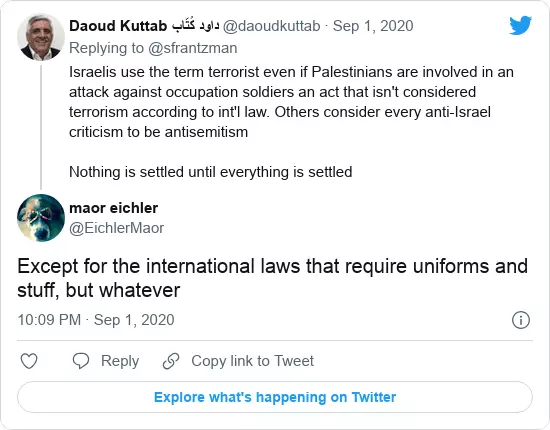 Daoud Kuttab داود كُتَّاب @daoudkuttab · Sep 1, 2020
Replying to @sfrantzman
Israelis use the term terrorist even if Palestinians are involved in an
attack against occupation soldiers an act that isn't considered
terrorism according to int'l law. Others consider every anti-Israel
criticism to be antisemitism
Nothing is settled until everything is settled
maor eichler
@EichlerMaor
Except for the international laws that require uniforms and
stuff, but whatever
10:09 PM · Sep 1, 2020
Reply
Copy link to Tweet
Explore what's happening on Twitter